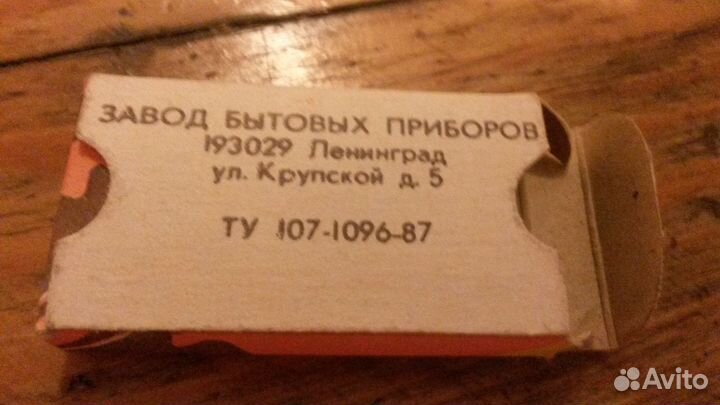 ЗАВОД БЫТОВЫХ ПРИБОРОВ
193029 Ленинград
ул. Крупской д. 5
ТУ 107-1096-87
Avito